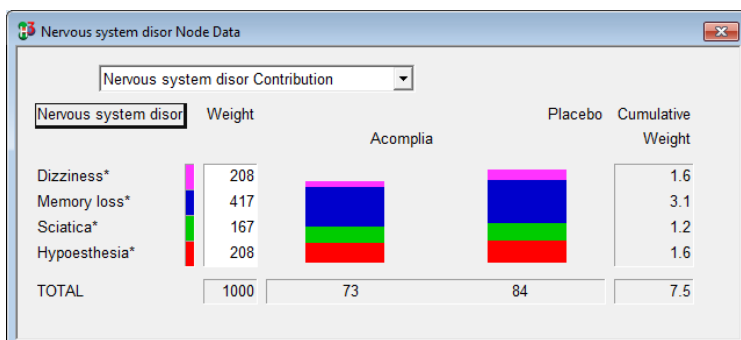 Nervous system disor Node Data
Nervous system disor Contribution
Nervous system disor Weight Placebo Cumulative
Acomplia Weight
Dizziness* 208 1.6
Memory loss* 417 3.1
Sciatica* 167 1.2
Hypoesthesia* 208 1.6
TOTAL 1000 73 84 7.5